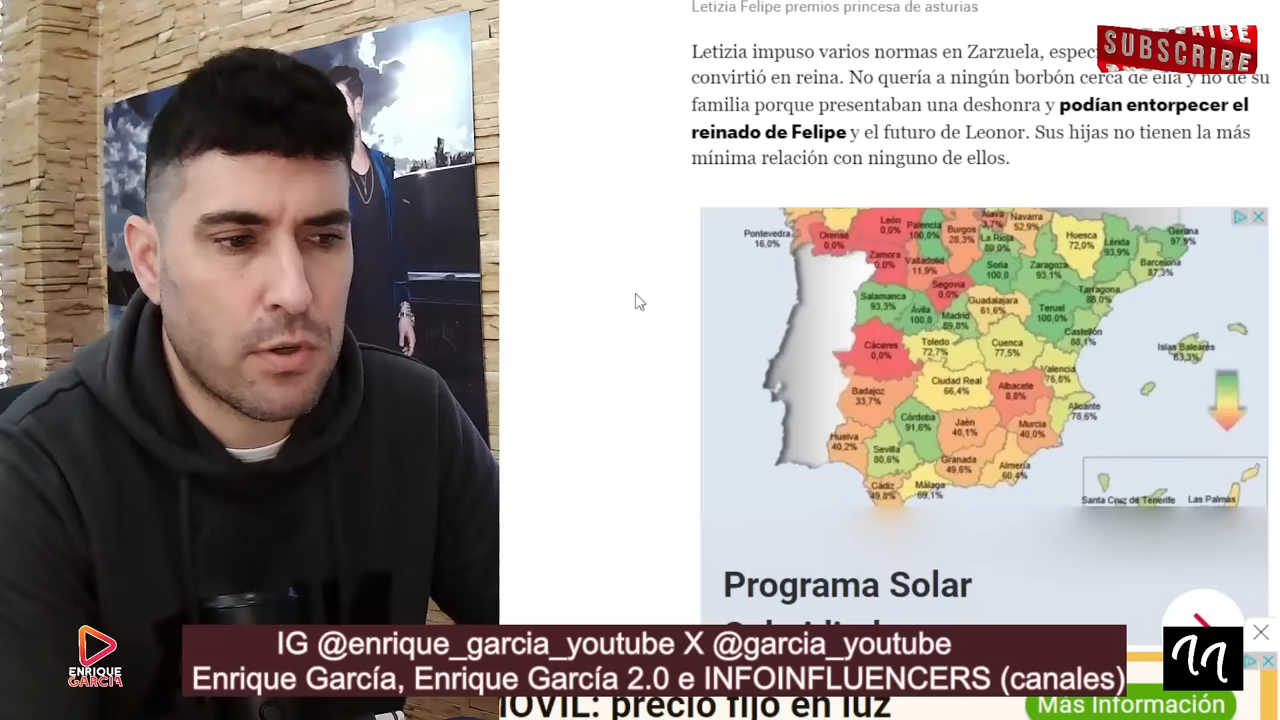 Letizia Felipe premios princesa de asturias
SUBSCRIBE
Letizia impuso varios normas en Zarzuela,
convirtió en reina. No quería a ningún borbón cerca de ella y no de su
familia porque presentaban una deshonra y podían entorpecer el
reinado de Felipe y el futuro de Leonor. Sus hijas no tienen la más
mínima relación con ninguno de ellos.
Pontevedra
16,0%
Orense
0,0%
León
0,0%
Palencia
100,0%
Burgos
28,3%
Álava
3,7%
Navarra
52,9%
La Rioja
89,0%
Huesca
72,0%
Lérida
93,9%
Gerona
97,9%
Barcelona
87,3%
Zamora
0,0%
Valladolid
11,9%
Soria
100,0
Zaragoza
93,1%
Tarragona
88,0%
Segovia
0,0%
Salamanca
93,3%
Ávila
100,0
Madrid
89,8%
Guadalajara
61,6%
Teruel
100,0%
Castellón
88,1%
Islas Baleares
83,3%
Cáceres
0,0%
Toledo
72,7%
Cuenca
77,5%
Valencia
76,8%
Badajoz
33,7%
Ciudad Real
66,4%
Albacete
8,8%
Alicante
78,6%
Córdoba
91,6%
Jaén
40,1%
Murcia
40,0%
Huelva
40,2%
Sevilla
80,6%
Granada
49,6%
Almería
60,4%
Cádiz
49,8%
Málaga
69,1%
Santa Cruz de Tenerife
Las Palmas
Programa Solar
IG @enrique_garcia_youtube X @garcia_youtube
Enrique García, Enrique García 2.0 e INFOINFLUENCERS (canales)
ENRIQUE
GARCÍA
precio fijo en luz
Más Información